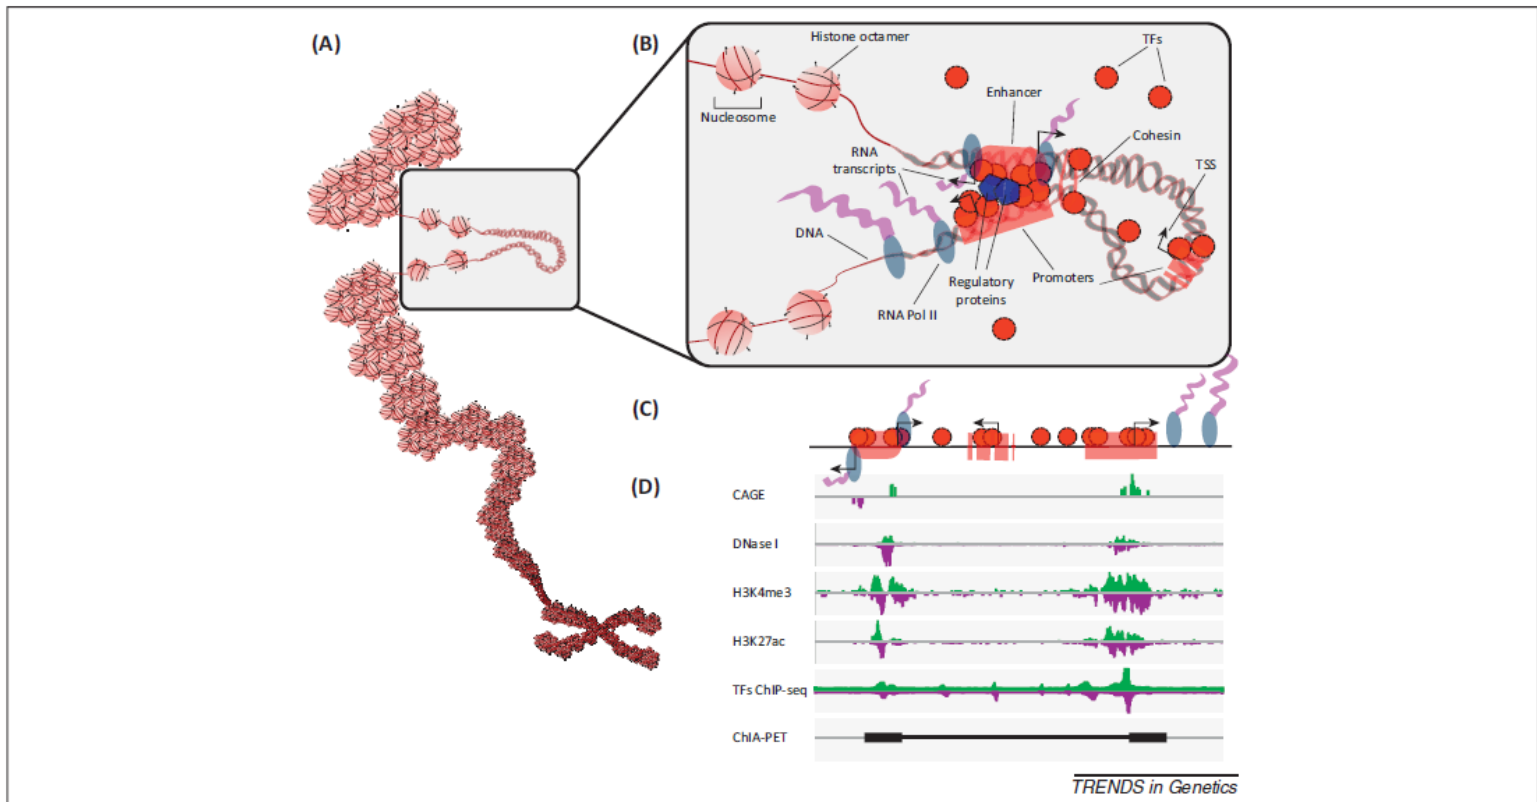 (A)
(B)
Histone octamer
TFs
Nucleosome
Enhancer
RNA
transcripts
Cohesin
TSS
DNA
Regulatory
proteins
Promoters
RNA Pol II
(C)
(D)
CAGE
DNase I
H3K4me3
H3K27ac
TFs ChIP-seq
ChIA-PET
TRENDS in Genetics